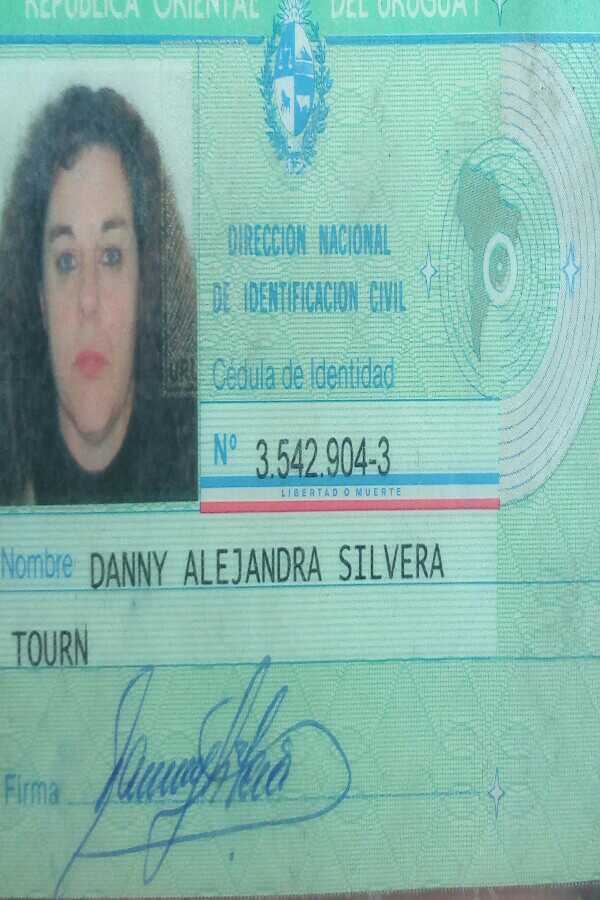 REPUBLICA ORIENTAL DEL URUGUAY
DIRECCION NACIONAL
DE IDENTIFICACION CIVIL
Cédula de Identidad
Nº 3.542.904-3
LIBERTAD O MUERTE
Nombre DANNY ALEJANDRA SILVERA
TOURN
Firma